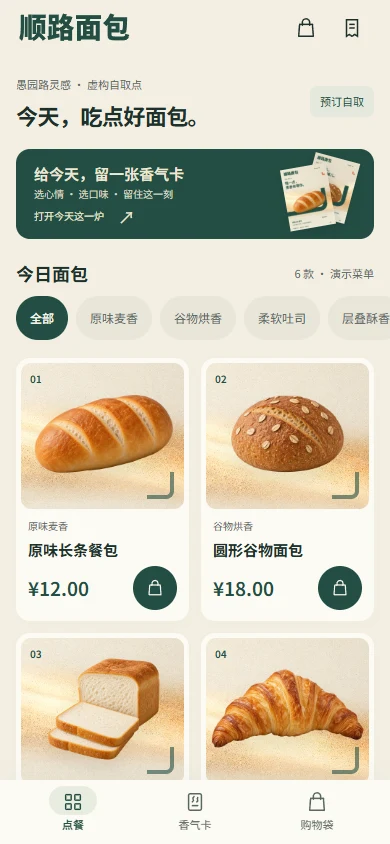 顺路面包
愚园路灵感 · 虚构自取点
今天，吃点好面包。
预订自取
给今天，留一张香气卡
选心情 · 选口味 · 留住这一刻
打开今天这一炉
顺路面包
今日面包
6 款 · 演示菜单
全部
原味麦香
谷物烘香
柔软吐司
层叠酥香
01
02
原味麦香
原味长条餐包
¥12.00
谷物烘香
圆形谷物面包
¥18.00
03
04
点餐
香气卡
购物袋